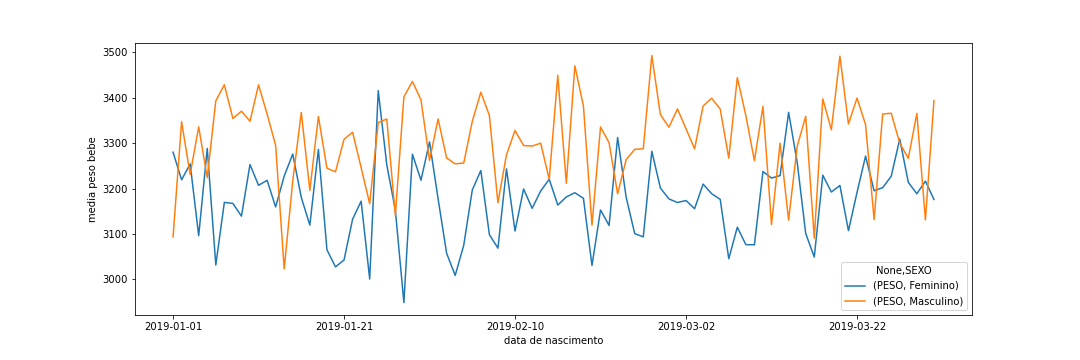 3500
3400
3300
3200
3100
3000
media peso bebe
2019-01-01
2019-01-21
2019-02-10
2019-03-02
2019-03-22
data de nascimento
None,SEXO
(PESO, Feminino)
(PESO, Masculino)